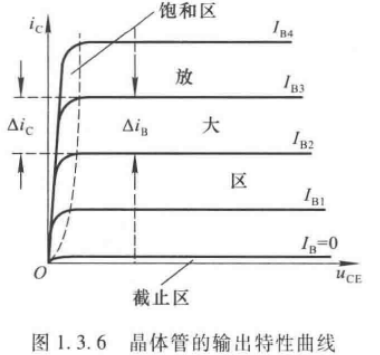 i_C
饱和区
I_B4
放
I_B3
Δi_C
Δi_B
大
I_B2
区
I_B1
I_B=0
O
u_CE
截止区
图 1.3.6 晶体管的输出特性曲线